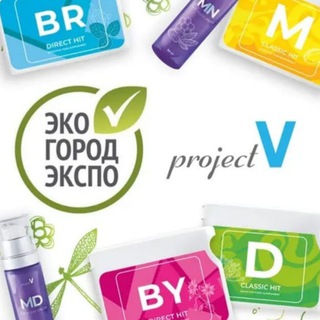 BR
DIRECT HIT
MN
M
CLASSIC HIT
ЭКО
ГОРОД
ЭКСПО
project V
MD
BY
DIRECT HIT
D
CLASSIC HIT